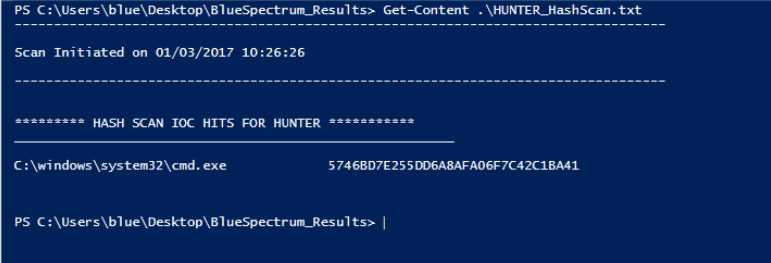 PS C:\Users\blue\Desktop\BlueSpectrum_Results> Get-Content .\HUNTER_HashScan.txt
--------------------------------------------------------------------------------
Scan Initiated on 01/03/2017 10:26:26
--------------------------------------------------------------------------------
********* HASH SCAN IOC HITS FOR HUNTER ***********
_______________________________________________________
C:\windows\system32\cmd.exe 5746BD7E255DD6A8AFA06F7C42C1BA41
PS C:\Users\blue\Desktop\BlueSpectrum_Results>